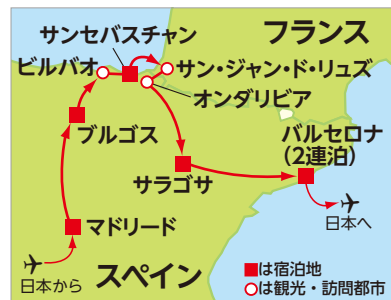 フランス
サンセバスチャン
ビルバオ
サン・ジャン・ド・リュズ
オンダリビア
ブルゴス
バルセロナ
(2連泊)
サラゴサ
マドリード
日本へ
日本から
スペイン
■は宿泊地
○は観光・訪問都市